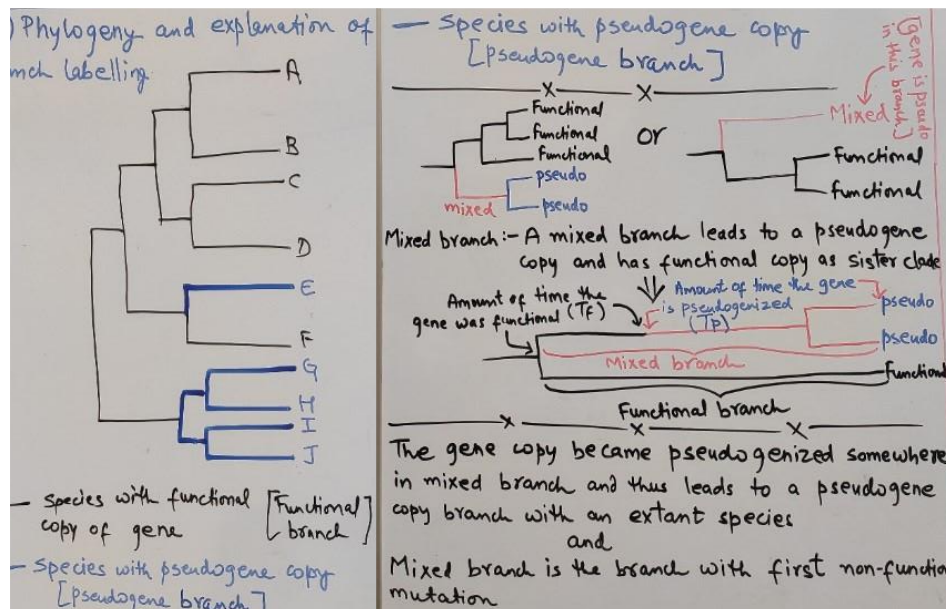 ) Phylogeny and explanation of
nch labelling
A
B
C
D
E
F
G
H
I
J
— Species with functional [Functional
copy of gene branch]
— Species with pseudogene copy
[pseudogene branch]
— Species with pseudogene copy
[pseudogene branch]
[Gene is pseudo
in this branch]
Functional
Functional
Functional
pseudo
pseudo
mixed
or
Mixed
Functional
Functional
Mixed branch :- A mixed branch leads to a pseudogene
copy and has functional copy as sister clade
Amount of time the
gene was functional (TF)
Amount of time the gene
is pseudogenized
(TP)
pseudo
pseudo
Mixed branch
Functional
Functional branch
The gene copy became pseudogenized somewhere
in mixed branch and thus leads to a pseudogene
copy branch with an extant species
and
Mixed branch is the branch with first non-function
mutation